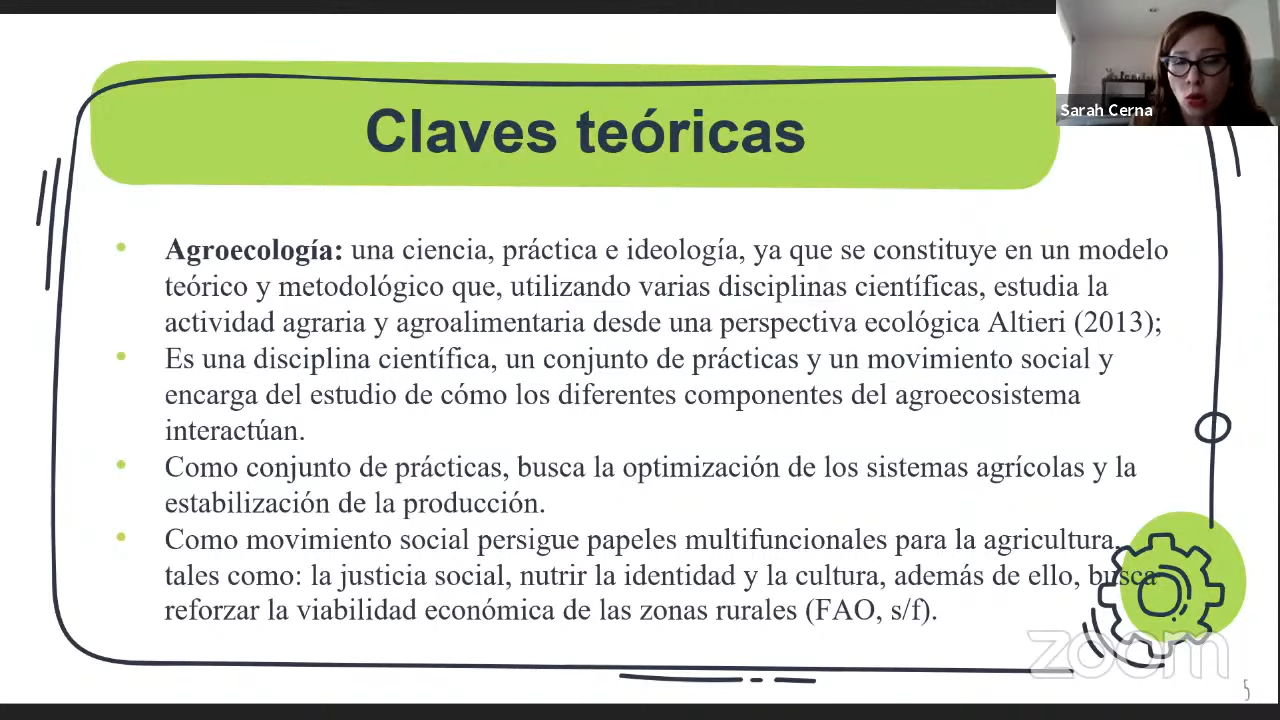 Claves teóricas
Sarah Cerna
Agroecología: una ciencia, práctica e ideología, ya que se constituye en un modelo
teórico y metodológico que, utilizando varias disciplinas científicas, estudia la
actividad agraria y agroalimentaria desde una perspectiva ecológica Altieri (2013);
Es una disciplina científica, un conjunto de prácticas y un movimiento social y
encarga del estudio de cómo los diferentes componentes del agroecosistema
interactúan.
Como conjunto de prácticas, busca la optimización de los sistemas agrícolas y la
estabilización de la producción.
Como movimiento social persigue papeles multifuncionales para la agricultura,
tales como: la justicia social, nutrir la identidad y la cultura, además de ello, busca
reforzar la viabilidad económica de las zonas rurales (FAO, s/f).
zoom
5